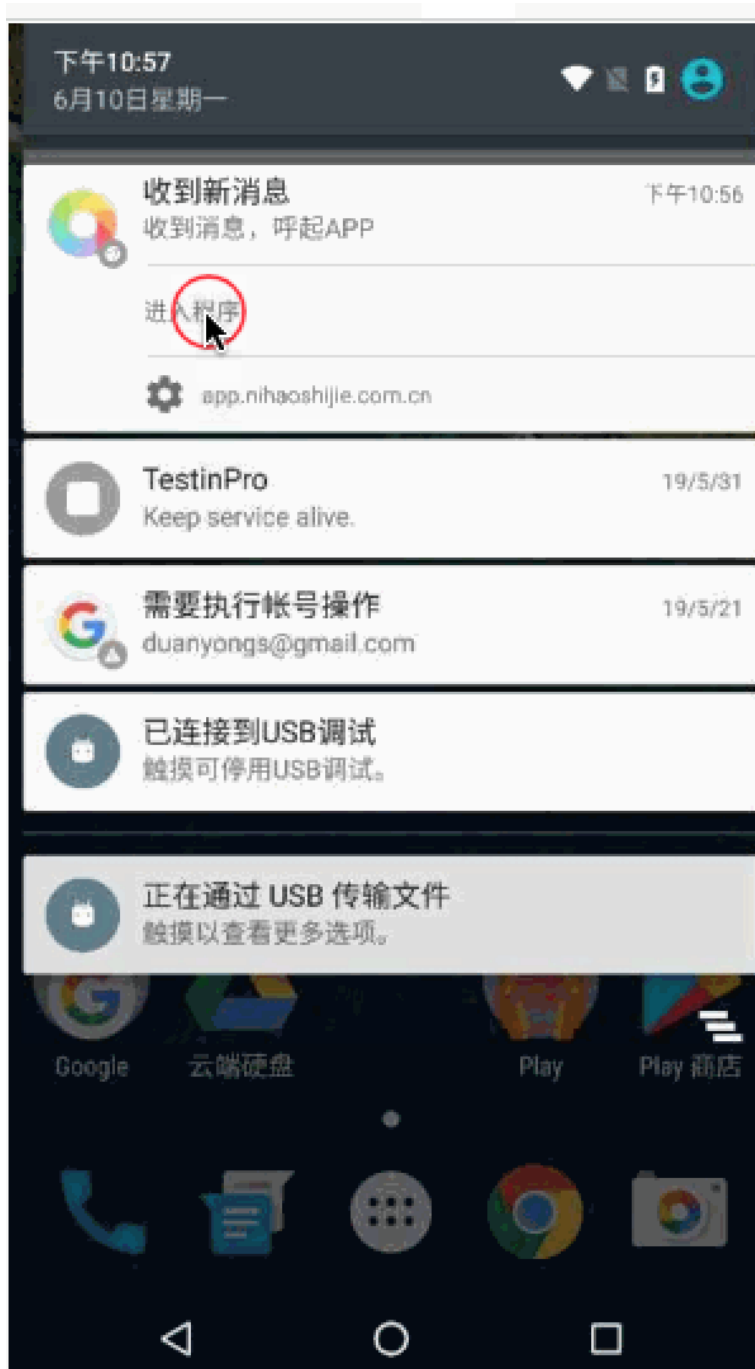 下午10:57
6月10日星期一
收到新消息
下午10:56
收到消息，呼起APP
进入程序
app.nihaoshijie.com.cn
TestinPro
19/5/31
Keep service alive.
需要执行帐号操作
19/5/21
duanyongs@gmail.com
已连接到USB调试
触摸可停用USB调试。
正在通过 USB 传输文件
触摸以查看更多选项。
Google
云端硬盘
Play
Play 商店